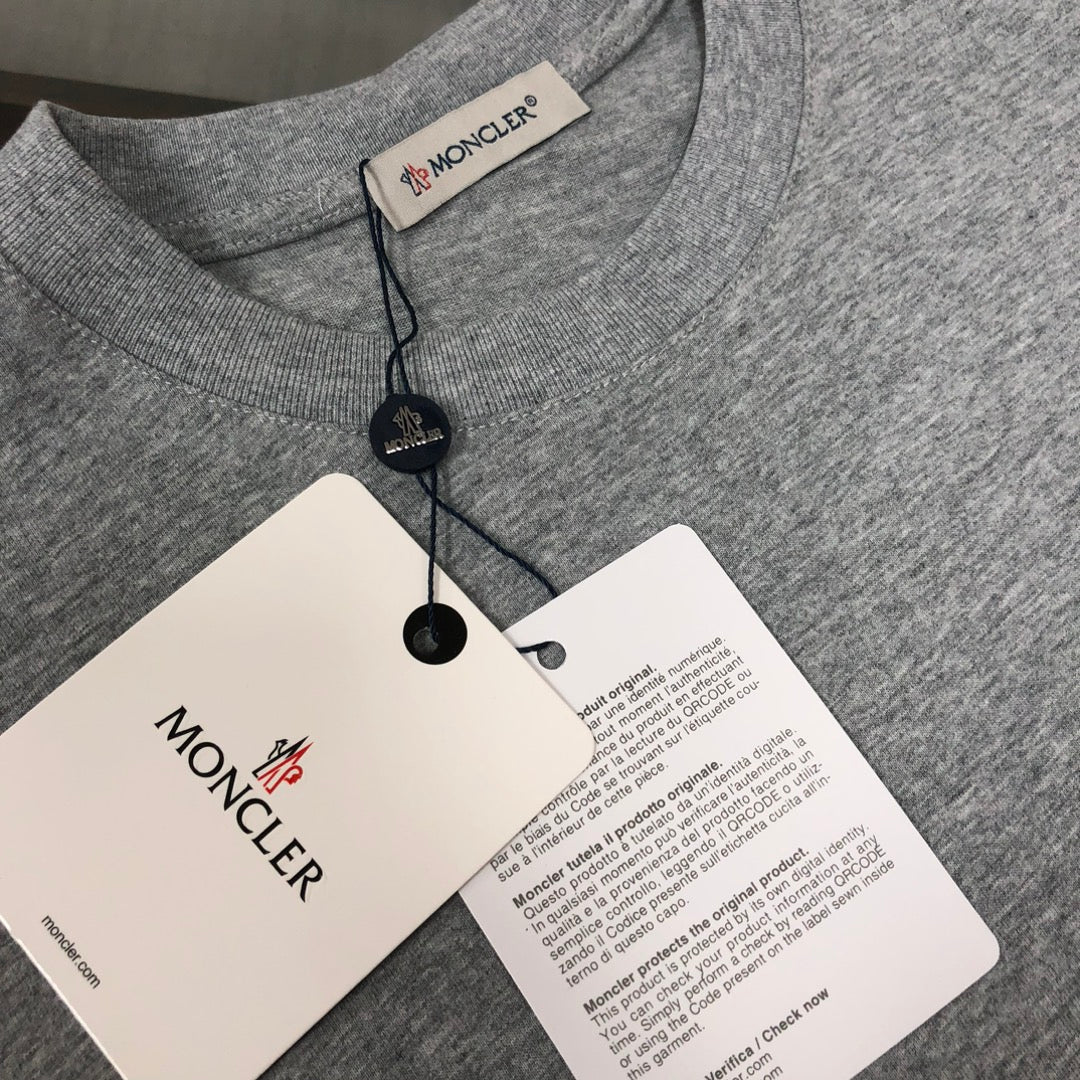 MONCLER®
MONCLER
MONCLER
moncler.com
oduit original.
par une identité numérique.
out moment l'authenticité,
ance du produit en effectuant
contrôle par la lecture du QRCODE ou
par le biais du Code se trouvant sur l'étiquette cou-
sue à l'intérieur de cette pièce.
Moncler tutela il prodotto originale.
Questo prodotto è tutelato da un'identità digitale.
In qualsiasi momento può verificare l'autenticità, la
qualità e la provenienza del prodotto facendo un
semplice controllo, leggendo il QRCODE o utiliz-
zando il Codice presente sull'etichetta cucita all'in-
terno di questo capo.
Moncler protects the original product.
This product is protected by its own digital identity.
You can check your product information at any
time. Simply perform a check by reading QRCODE
or using the Code present on the label sewn inside
this garment.
Verifica / Check now
er.com
om